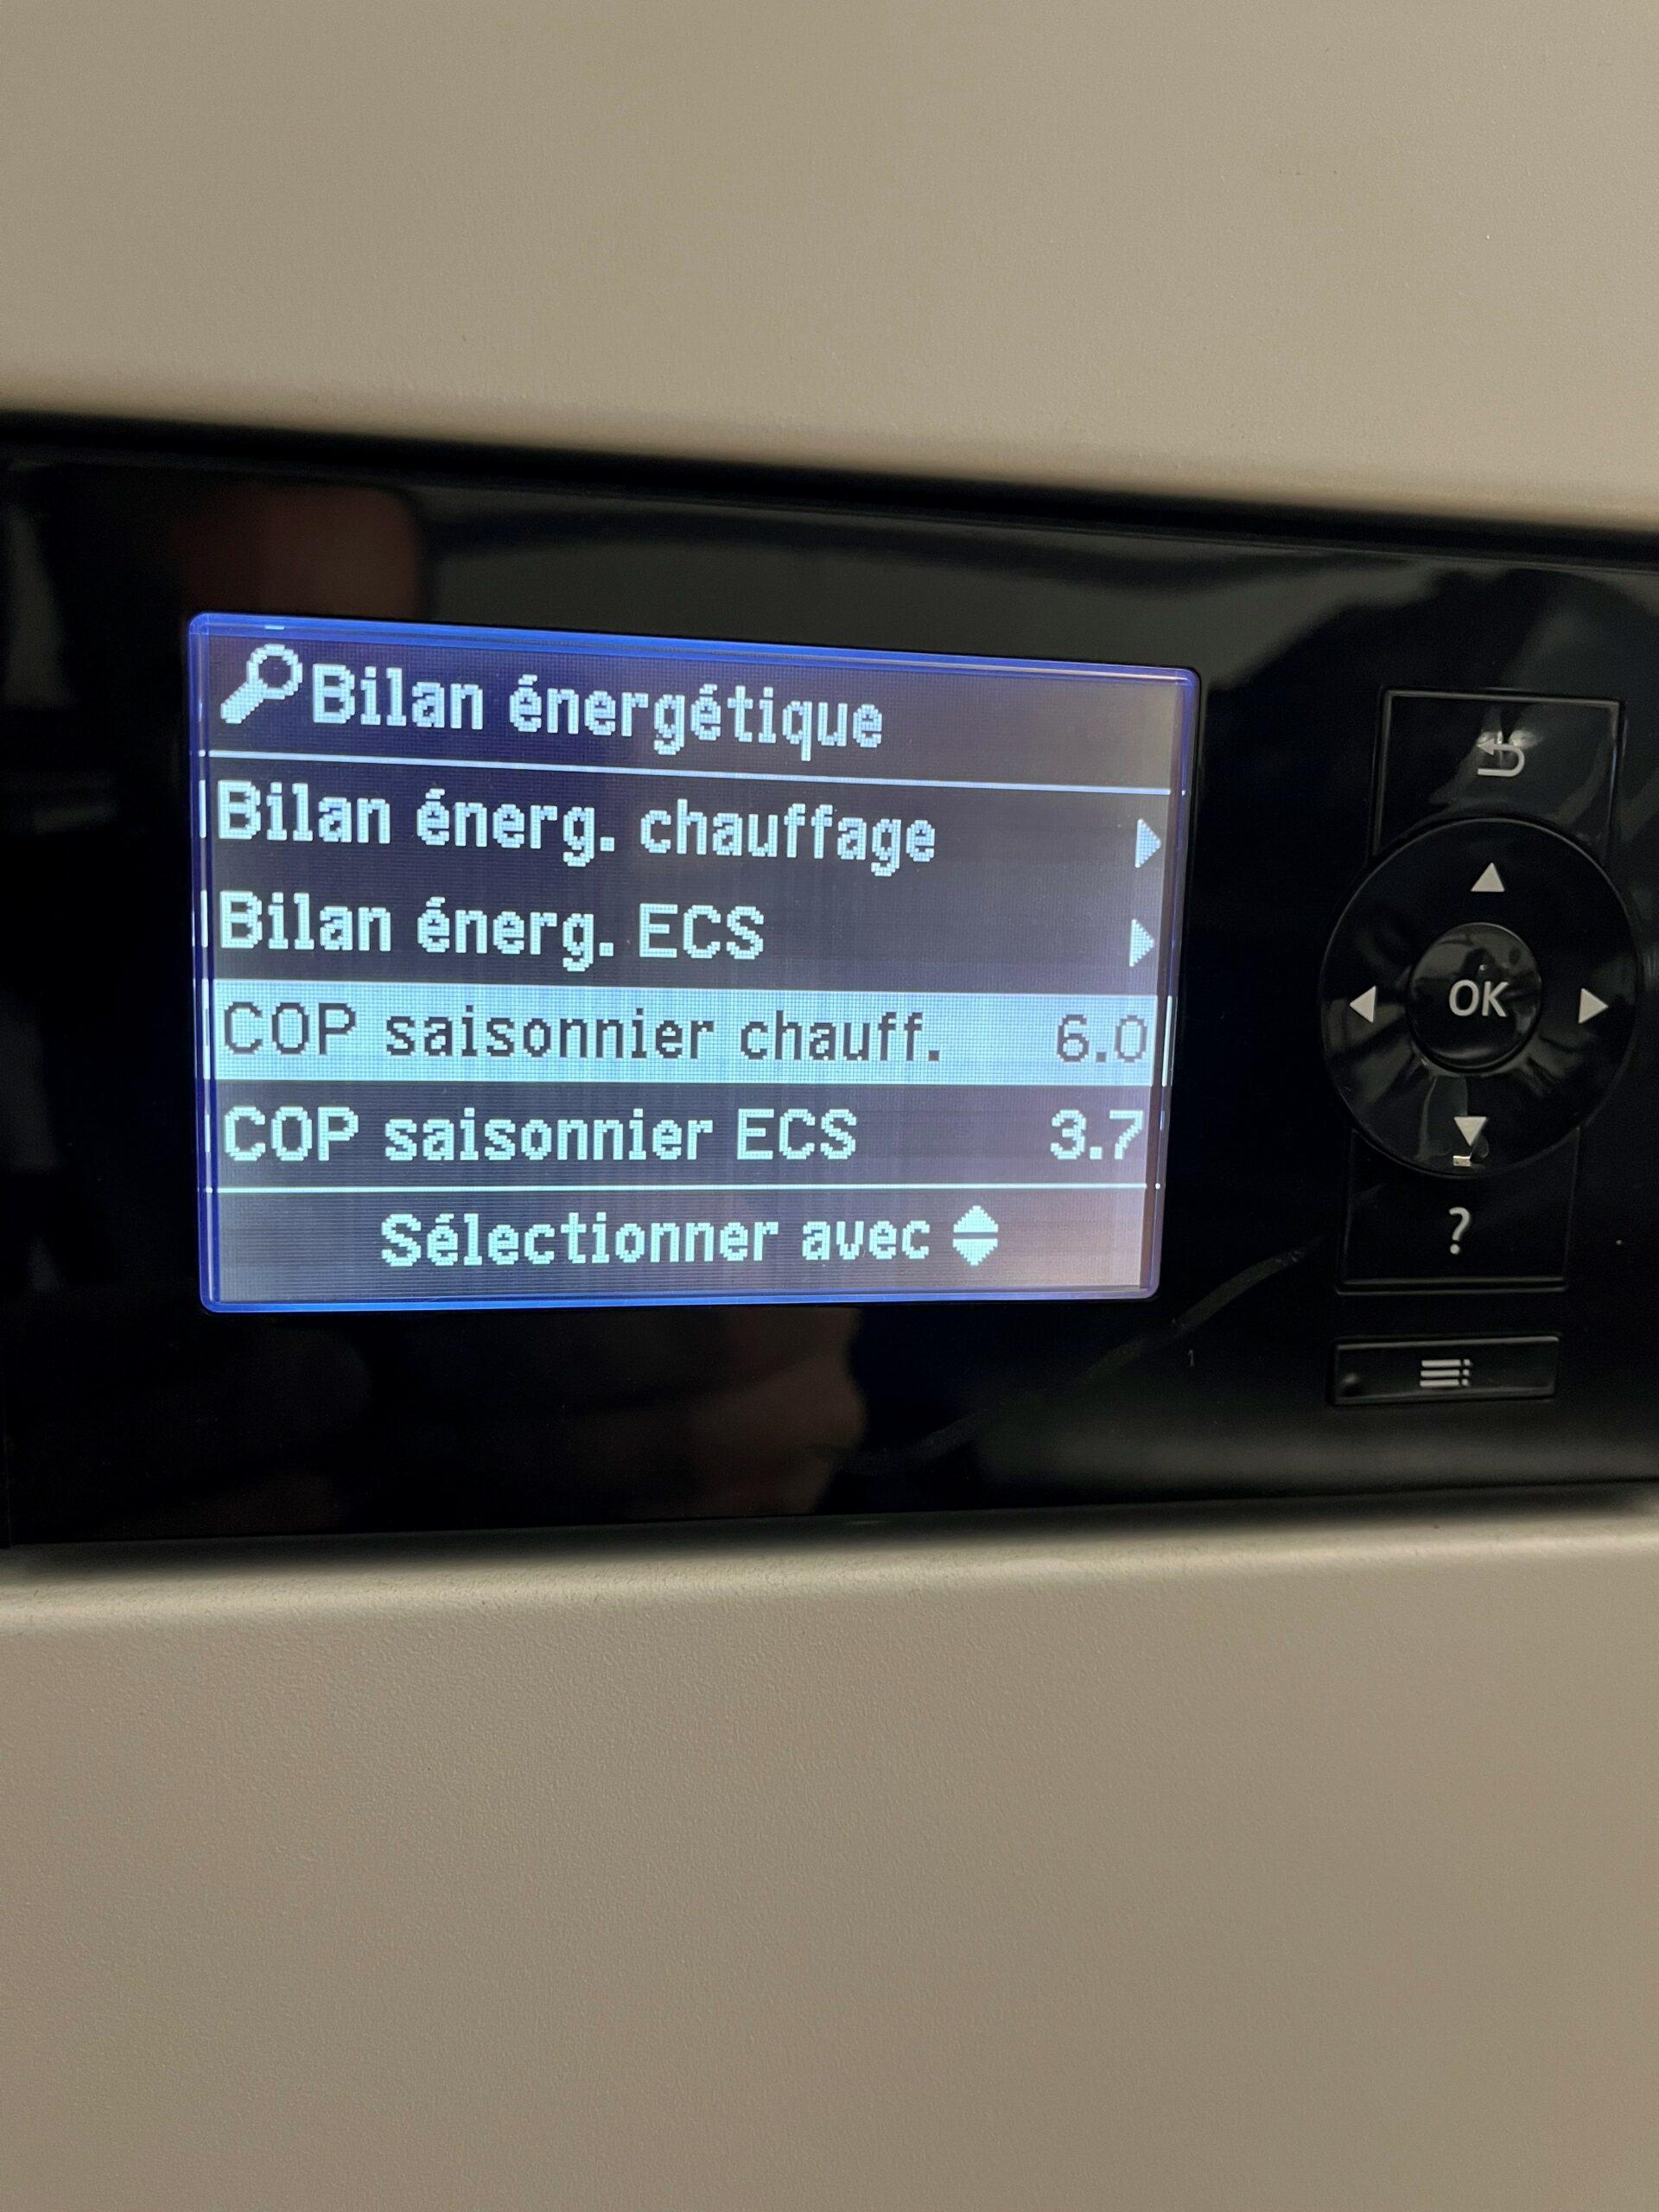 Bilan énergétique
Bilan énerg. chauffage
Bilan énerg. ECS
COP saisonnier chauff. 6.0
COP saisonnier ECS 3.7
Sélectionner avec
OK
?